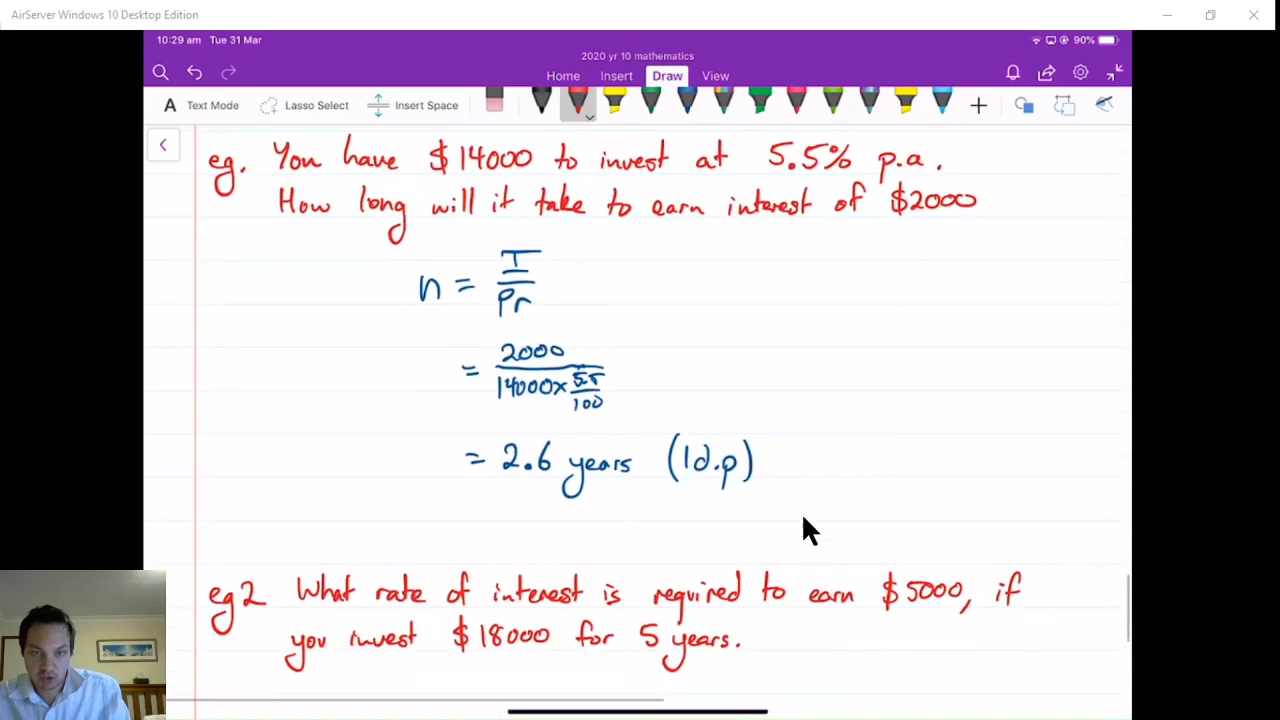 AirServer Windows 10 Desktop Edition
10:29 am Tue 31 Mar
90%
2020 yr 10 mathematics
Home Insert Draw View
A Text Mode Lasso Select Insert Space
eg. You have $14000 to invest at 5.5% p.a.
How long will it take to earn interest of $2000
n = I/Pr
= 2000/(14000 × 5.5/100)
= 2.6 years (1d.p)
eg2 What rate of interest is required to earn $5000, if
you invest $18000 for 5 years.